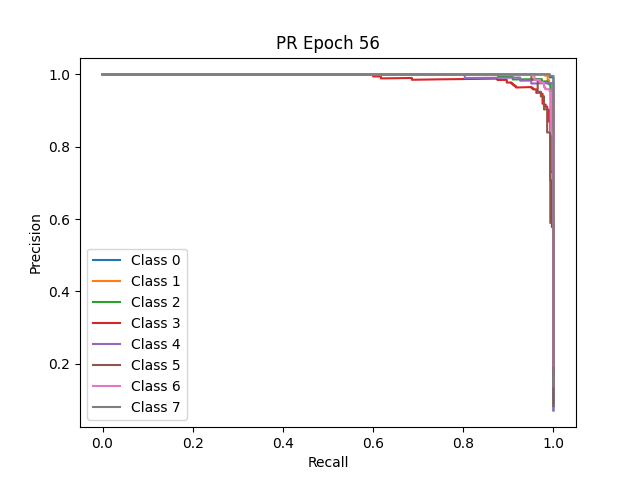 PR Epoch 56
1.0
0.8
0.6
0.4
0.2
Precision
Class 0
Class 1
Class 2
Class 3
Class 4
Class 5
Class 6
Class 7
0.0 0.2 0.4 0.6 0.8 1.0
Recall